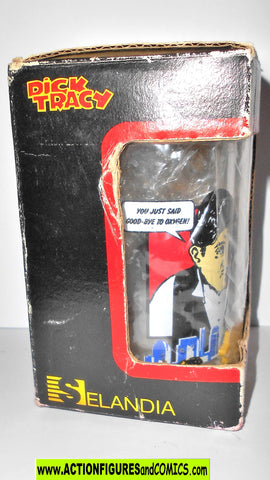 DICK
TRACY
YOU JUST SAID
GOOD-BYE TO OXYGEN!
SELANDIA
www.ACTIONFIGURESandCOMICS.com